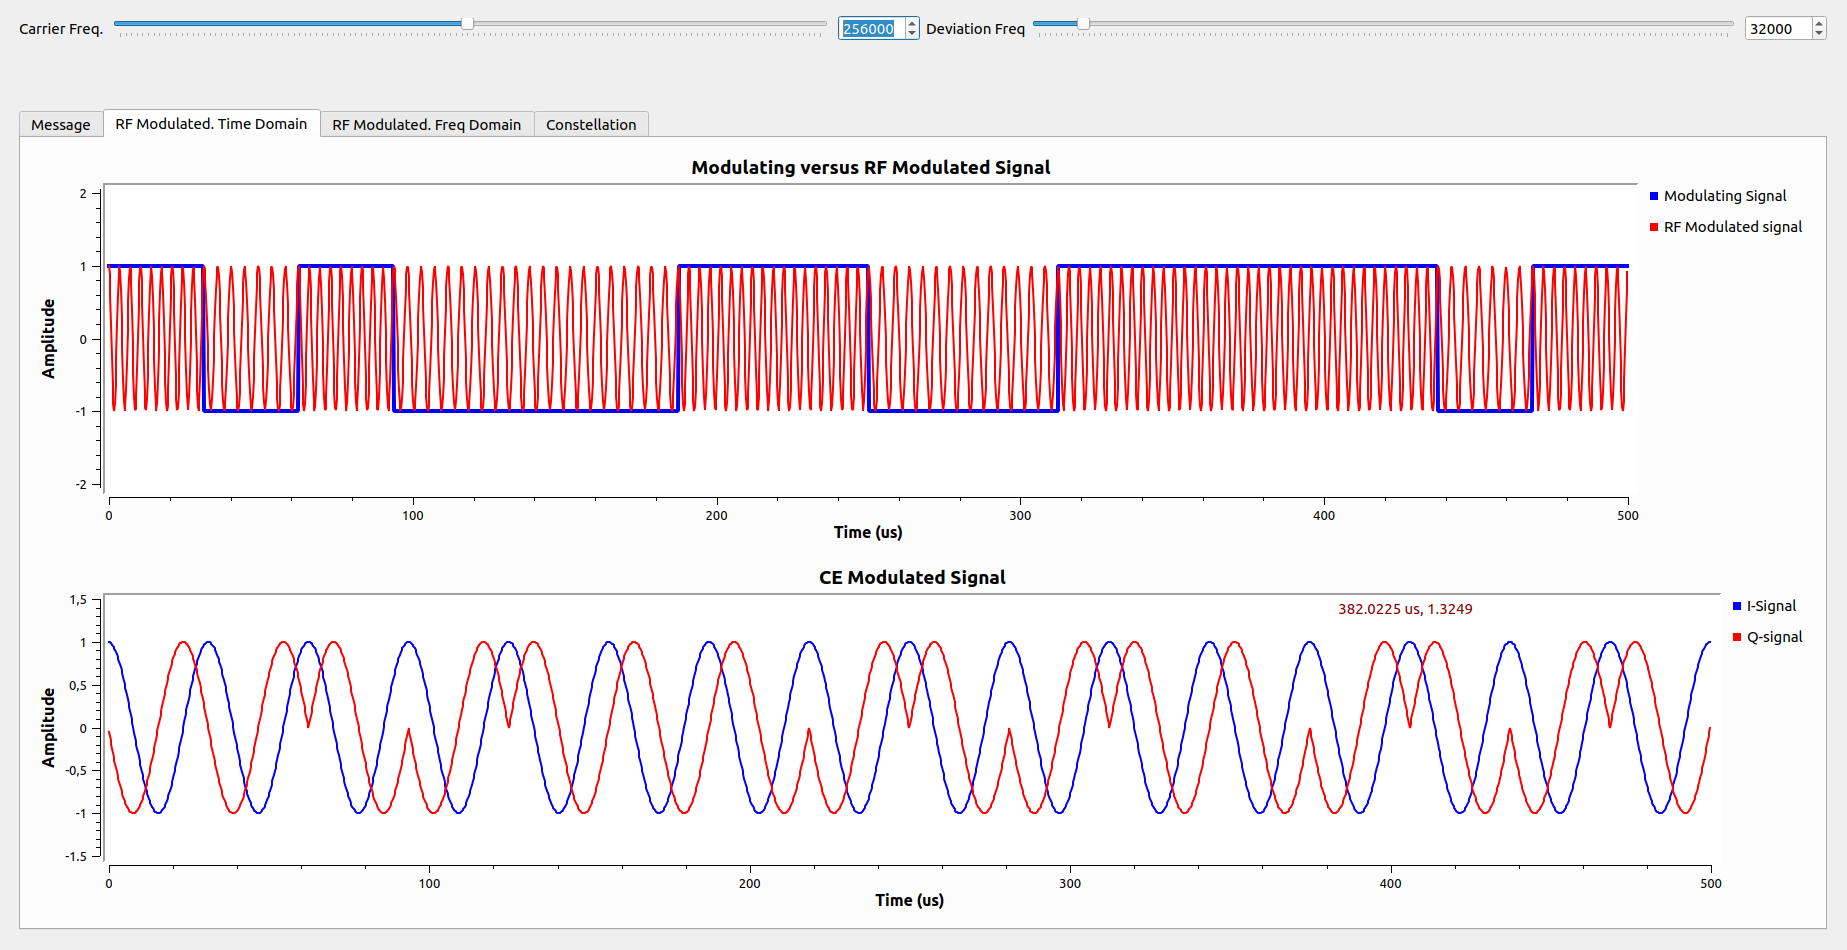 Carrier Freq. 256000 Deviation Freq 32000
Message RF Modulated. Time Domain RF Modulated. Freq Domain Constellation
Modulating versus RF Modulated Signal
2
1
0
-1
-2
Amplitude
0 100 200 300 400 500
Time (us)
Modulating Signal
RF Modulated signal
CE Modulated Signal
382.0225 us, 1.3249
1,5
1
0,5
0
-0,5
-1
-1.5
Amplitude
0 100 200 300 400 500
Time (us)
I-Signal
Q-signal